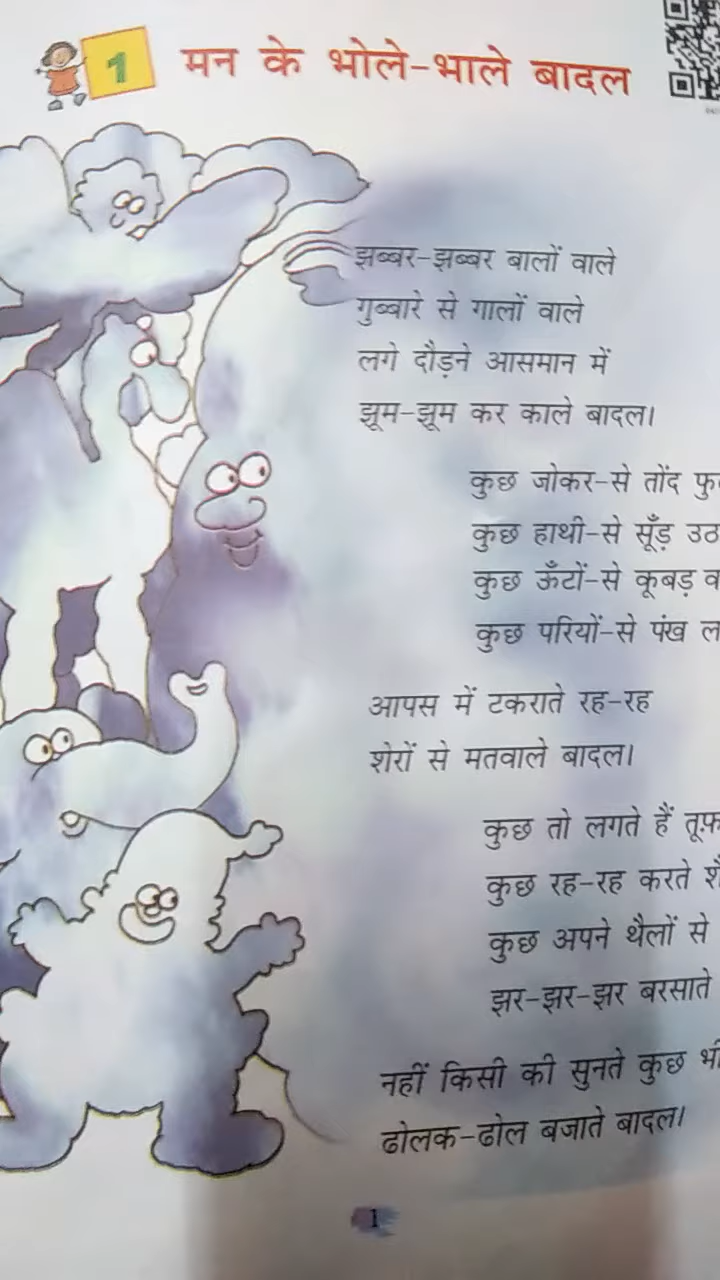 1 मन के भोले-भाले बादल
झब्बर-झब्बर बालों वाले
गुब्बारे से गालों वाले
लगे दौड़ने आसमान में
झूम-झूम कर काले बादल।
कुछ जोकर-से तोंद
कुछ हाथी-से सूँड़
कुछ ऊँटों-से कूबड़
कुछ परियों-से पंख
आपस में टकराते रह-रह
शेरों से मतवाले बादल।
कुछ तो लगते हैं
कुछ रह-रह करते
कुछ अपने थैलों से
झर-झर-झर बरसाते
नहीं किसी की सुनते कुछ भी
ढोलक-ढोल बजाते बादल।
1